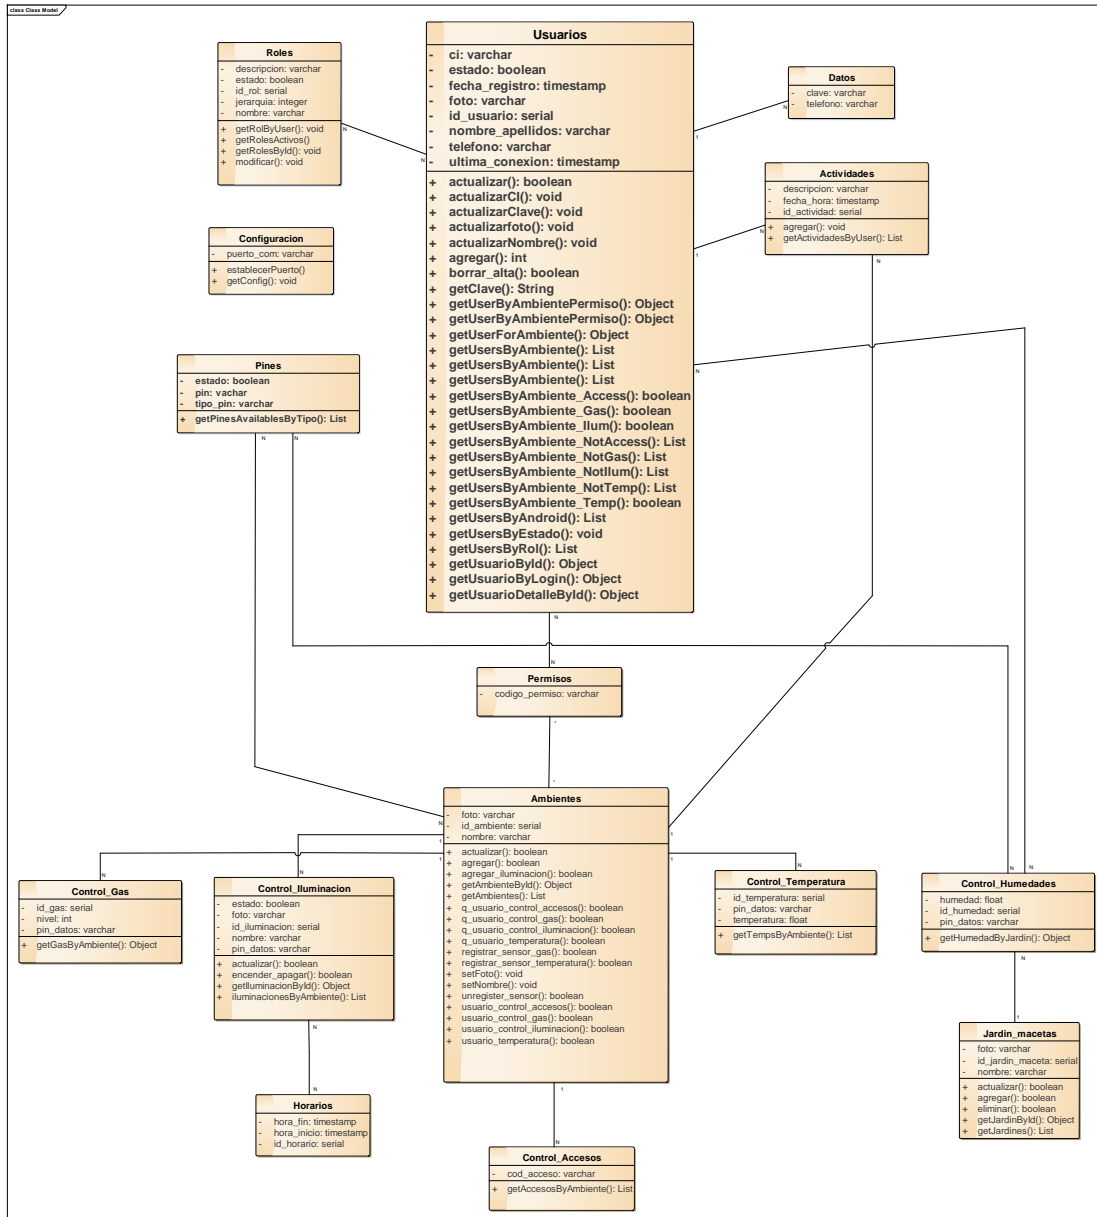 class Class Model
Usuarios
- ci: varchar
- estado: boolean
- fecha_registro: timestamp
- foto: varchar
- id_usuario: serial
- nombre_apellidos: varchar
- telefono: varchar
- ultima_conexion: timestamp
+ actualizar(): boolean
+ actualizarCI(): void
+ actualizarClave(): void
+ actualizarfoto(): void
+ actualizarNombre(): void
+ agregar(): int
+ borrar_alta(): boolean
+ getClave(): String
+ getUserByAmbientePermiso(): Object
+ getUserByAmbientePermiso(): Object
+ getUserForAmbiente(): Object
+ getUsersByAmbiente(): List
+ getUsersByAmbiente(): List
+ getUsersByAmbiente(): List
+ getUsersByAmbiente_Access(): boolean
+ getUsersByAmbiente_Gas(): boolean
+ getUsersByAmbiente_Ilum(): boolean
+ getUsersByAmbiente_NotAccess(): List
+ getUsersByAmbiente_NotGas(): List
+ getUsersByAmbiente_NotIlum(): List
+ getUsersByAmbiente_NotTemp(): List
+ getUsersByAmbiente_Temp(): boolean
+ getUsersByAndroid(): List
+ getUsersByEstado(): void
+ getUsersByRol(): List
+ getUsuarioById(): Object
+ getUsuarioByLogin(): Object
+ getUsuarioDetalleById(): Object
Roles
- descripcion: varchar
- estado: boolean
- id_rol: serial
- jerarquia: integer
- nombre: varchar
+ getRolByUser(): void
+ getRolesActivos()
+ getRolesById(): void
+ modificar(): void
N
N
Datos
- clave: varchar
- telefono: varchar
N
1
Actividades
- descripcion: varchar
- fecha_hora: timestamp
- id_actividad: serial
+ agregar(): void
+ getActividadesByUser(): List
N
1
N
N
Configuracion
- puerto_com: varchar
+ establecerPuerto()
+ getConfig(): void
Pines
- estado: boolean
- pin: vachar
- tipo_pin: varchar
+ getPinesAvailablesByTipo(): List
N
N
N
N
Permisos
- codigo_permiso: varchar
*
*
Ambientes
- foto: varchar
- id_ambiente: serial
- nombre: varchar
+ actualizar(): boolean
+ agregar(): boolean
+ agregar_iluminacion(): boolean
+ getAmbienteById(): Object
+ getAmbientes(): List
+ q_usuario_control_accesos(): boolean
+ q_usuario_control_gas(): boolean
+ q_usuario_control_iluminacion(): boolean
+ q_usuario_temperatura(): boolean
+ registrar_sensor_gas(): boolean
+ registrar_sensor_temperatura(): boolean
+ setFoto(): void
+ setNombre(): void
+ unregister_sensor(): boolean
+ usuario_control_accesos(): boolean
+ usuario_control_gas(): boolean
+ usuario_control_iluminacion(): boolean
+ usuario_temperatura(): boolean
N
1
1
1
1
1
Control_Gas
- id_gas: serial
- nivel: int
- pin_datos: varchar
+ getGasByAmbiente(): Object
N
Control_Iluminacion
- estado: boolean
- foto: varchar
- id_iluminacion: serial
- nombre: varchar
- pin_datos: varchar
+ actualizar(): boolean
+ encender_apagar(): boolean
+ getIluminacionById(): Object
+ iluminacionesByAmbiente(): List
N
N
Control_Temperatura
- id_temperatura: serial
- pin_datos: varchar
- temperatura: float
+ getTempsByAmbiente(): List
N
Control_Humedades
- humedad: float
- id_humedad: serial
- pin_datos: varchar
+ getHumedadByJardin(): Object
N
N
N
1
Jardin_macetas
- foto: varchar
- id_jardin_maceta: serial
- nombre: varchar
+ actualizar(): boolean
+ agregar(): boolean
+ eliminar(): boolean
+ getJardinById(): Object
+ getJardines(): List
N
Horarios
- hora_fin: timestamp
- hora_inicio: timestamp
- id_horario: serial
N
Control_Accesos
- cod_acceso: varchar
+ getAccesosByAmbiente(): List